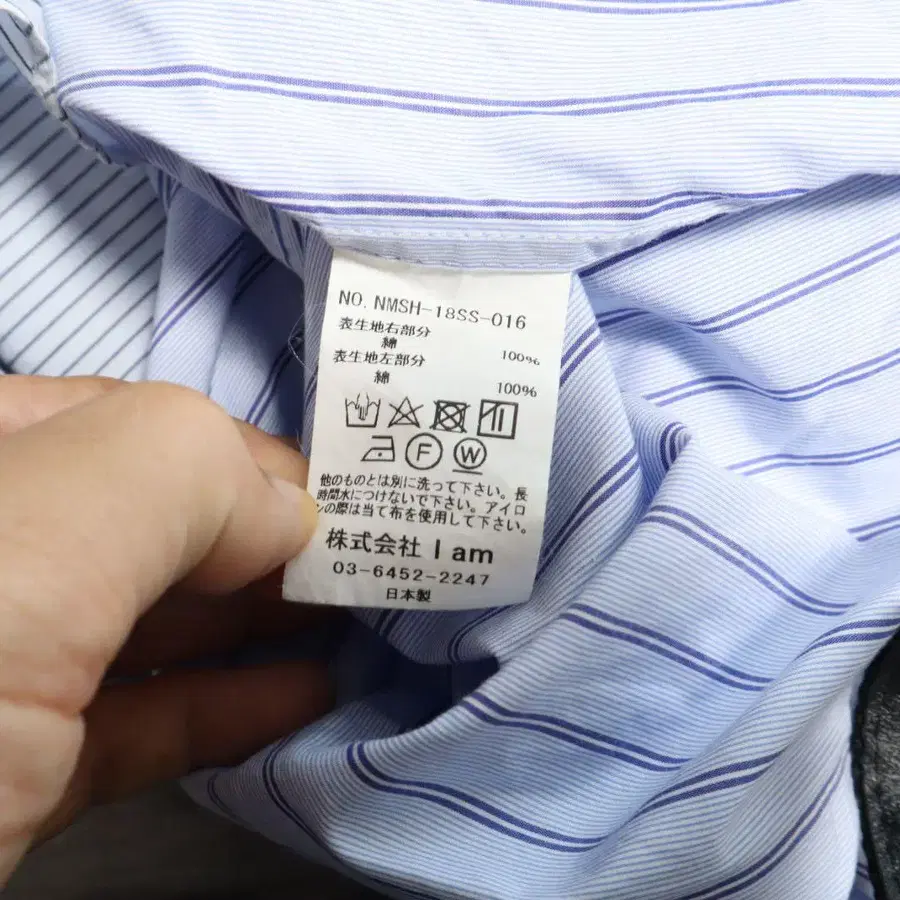 NO. NMSH-18SS-016
表生地右部分
綿 100%
表生地左部分
綿 100%
F W
他のものとは別に洗って下さい。長
時間水につけないで下さい。アイロ
ンの際は当て布を使用して下さい。
株式会社 I am
03-6452-2247
日本製